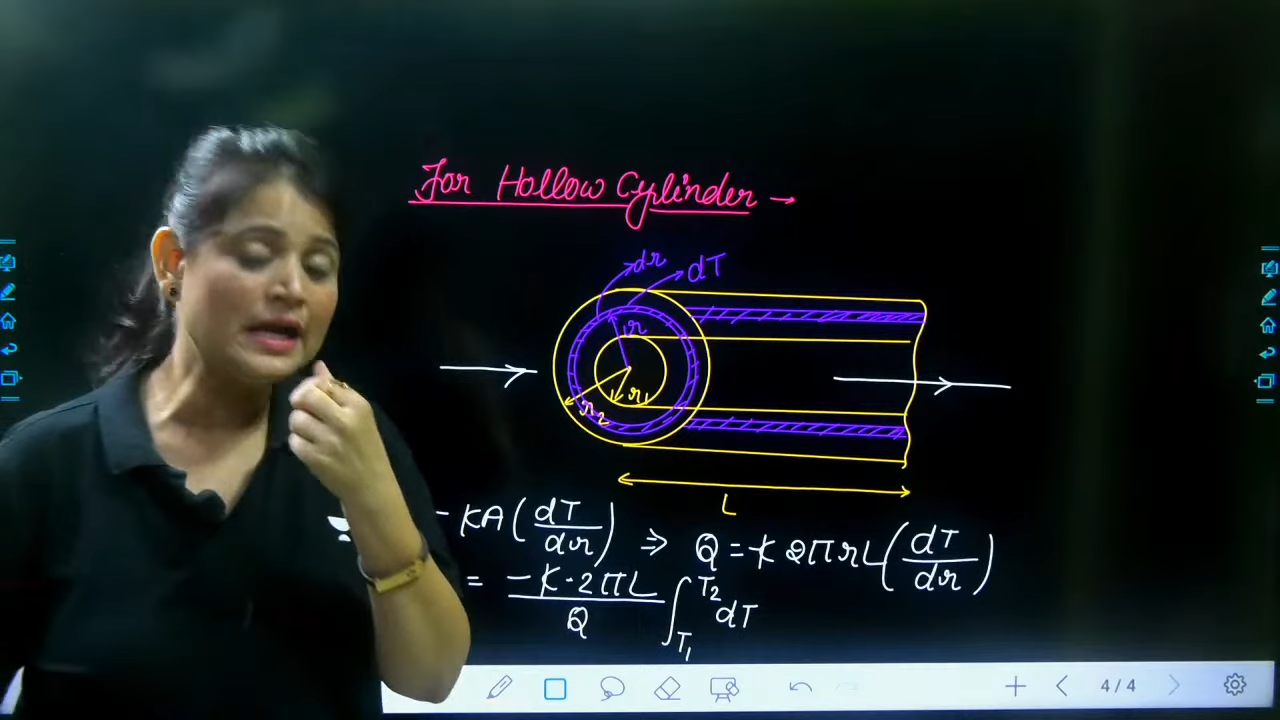 For Hollow Cylinder →
dr dT
r
r1
r2
L
- KA (dT/dr) ⇒ Q = -K 2πrL (dT/dr)
= -K·2πL/Q ∫T1^T2 dT
4/4